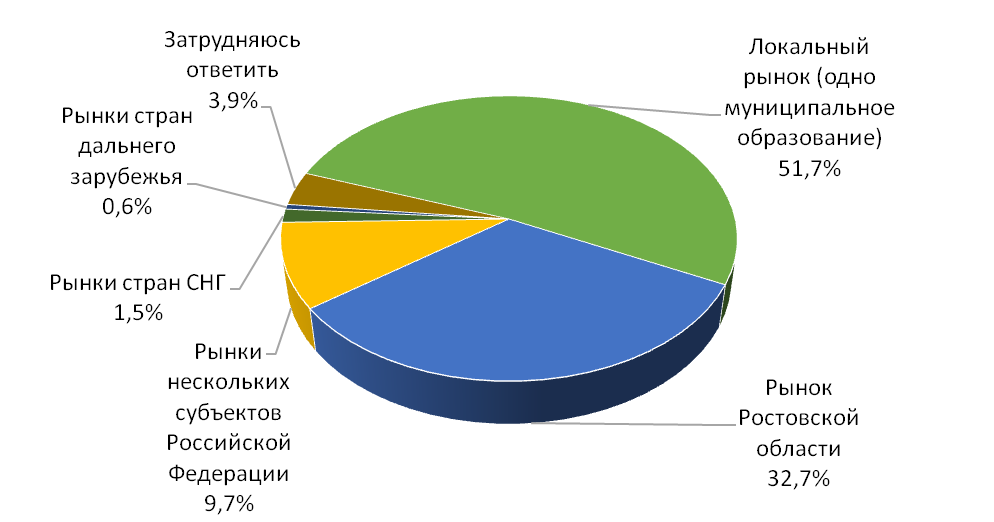 Затрудняюсь
ответить
3,9%
Рынки стран
дальнего
зарубежья
0,6%
Рынки стран СНГ
1,5%
Рынки
нескольких
субъектов
Российской
Федерации
9,7%
Локальный
рынок (одно
муниципальное
образование)
51,7%
Рынок
Ростовской
области
32,7%